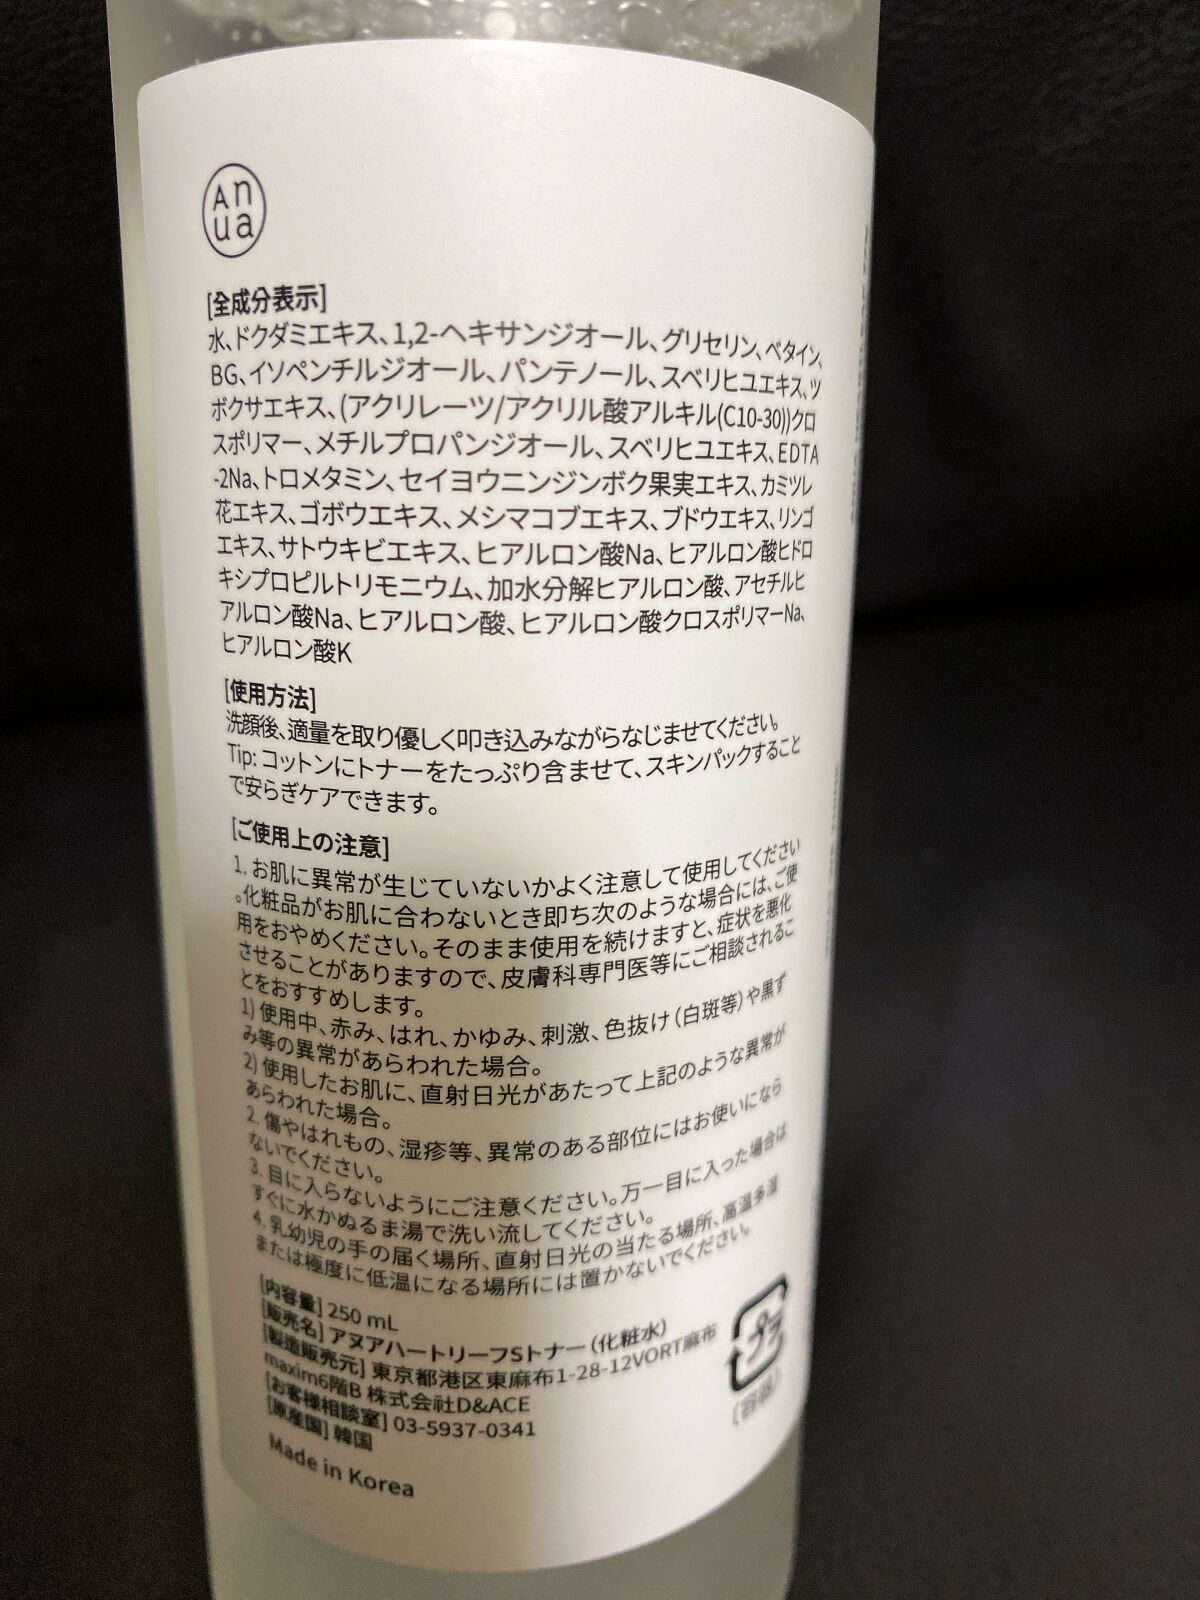 An
ua
[全成分表示]
水、ドクダミエキス、1,2-ヘキサンジオール、グリセリン、ベタイン、
BG、イソペンチルジオール、パンテノール、スベリヒユエキス、ツ
ボクサエキス、(アクリレーツ/アクリル酸アルキル(C10-30))クロ
スポリマー、メチルプロパンジオール、スベリヒユエキス、EDTA
-2Na、トロメタミン、セイヨウニンジンボク果実エキス、カミツレ
花エキス、ゴボウエキス、メシマコブエキス、ブドウエキス、リンゴ
エキス、サトウキビエキス、ヒアルロン酸Na、ヒアルロン酸ヒドロ
キシプロピルトリモニウム、加水分解ヒアルロン酸、アセチルヒ
アルロン酸Na、ヒアルロン酸、ヒアルロン酸クロスポリマーNa、
ヒアルロン酸K
[使用方法]
洗顔後、適量を取り優しく叩き込みながらなじませてください。
Tip: コットンにトナーをたっぷり含ませて、スキンパックすること
で安らぎケアできます。
[ご使用上の注意]
1. お肌に異常が生じていないかよく注意して使用してください
。化粧品がお肌に合わないとき即ち次のような場合には、ご使
用をおやめください。そのまま使用を続けますと、症状を悪化
させることがありますので、皮膚科専門医等にご相談されるこ
とをおすすめします。
1) 使用中、赤み、はれ、かゆみ、刺激、色抜け（白斑等）や黒ず
み等の異常があらわれた場合。
2) 使用したお肌に、直射日光があたって上記のような異常が
あらわれた場合。
2. 傷やはれもの、湿疹等、異常のある部位にはお使いになら
ないでください。
3. 目に入らないようにご注意ください。万一目に入った場合は
すぐに水かぬるま湯で洗い流してください。
4. 乳幼児の手の届く場所、直射日光の当たる場所、高温多湿
または極度に低温になる場所には置かないでください。
[内容量] 250 mL
[販売名] アヌアハートリーフSトナー（化粧水）
[製造販売元] 東京都港区東麻布1-28-12VORT麻布
maxim6階B 株式会社D&ACE
[お客様相談室] 03-5937-0341
[原産国] 韓国
Made in Korea
プラ
[容器]